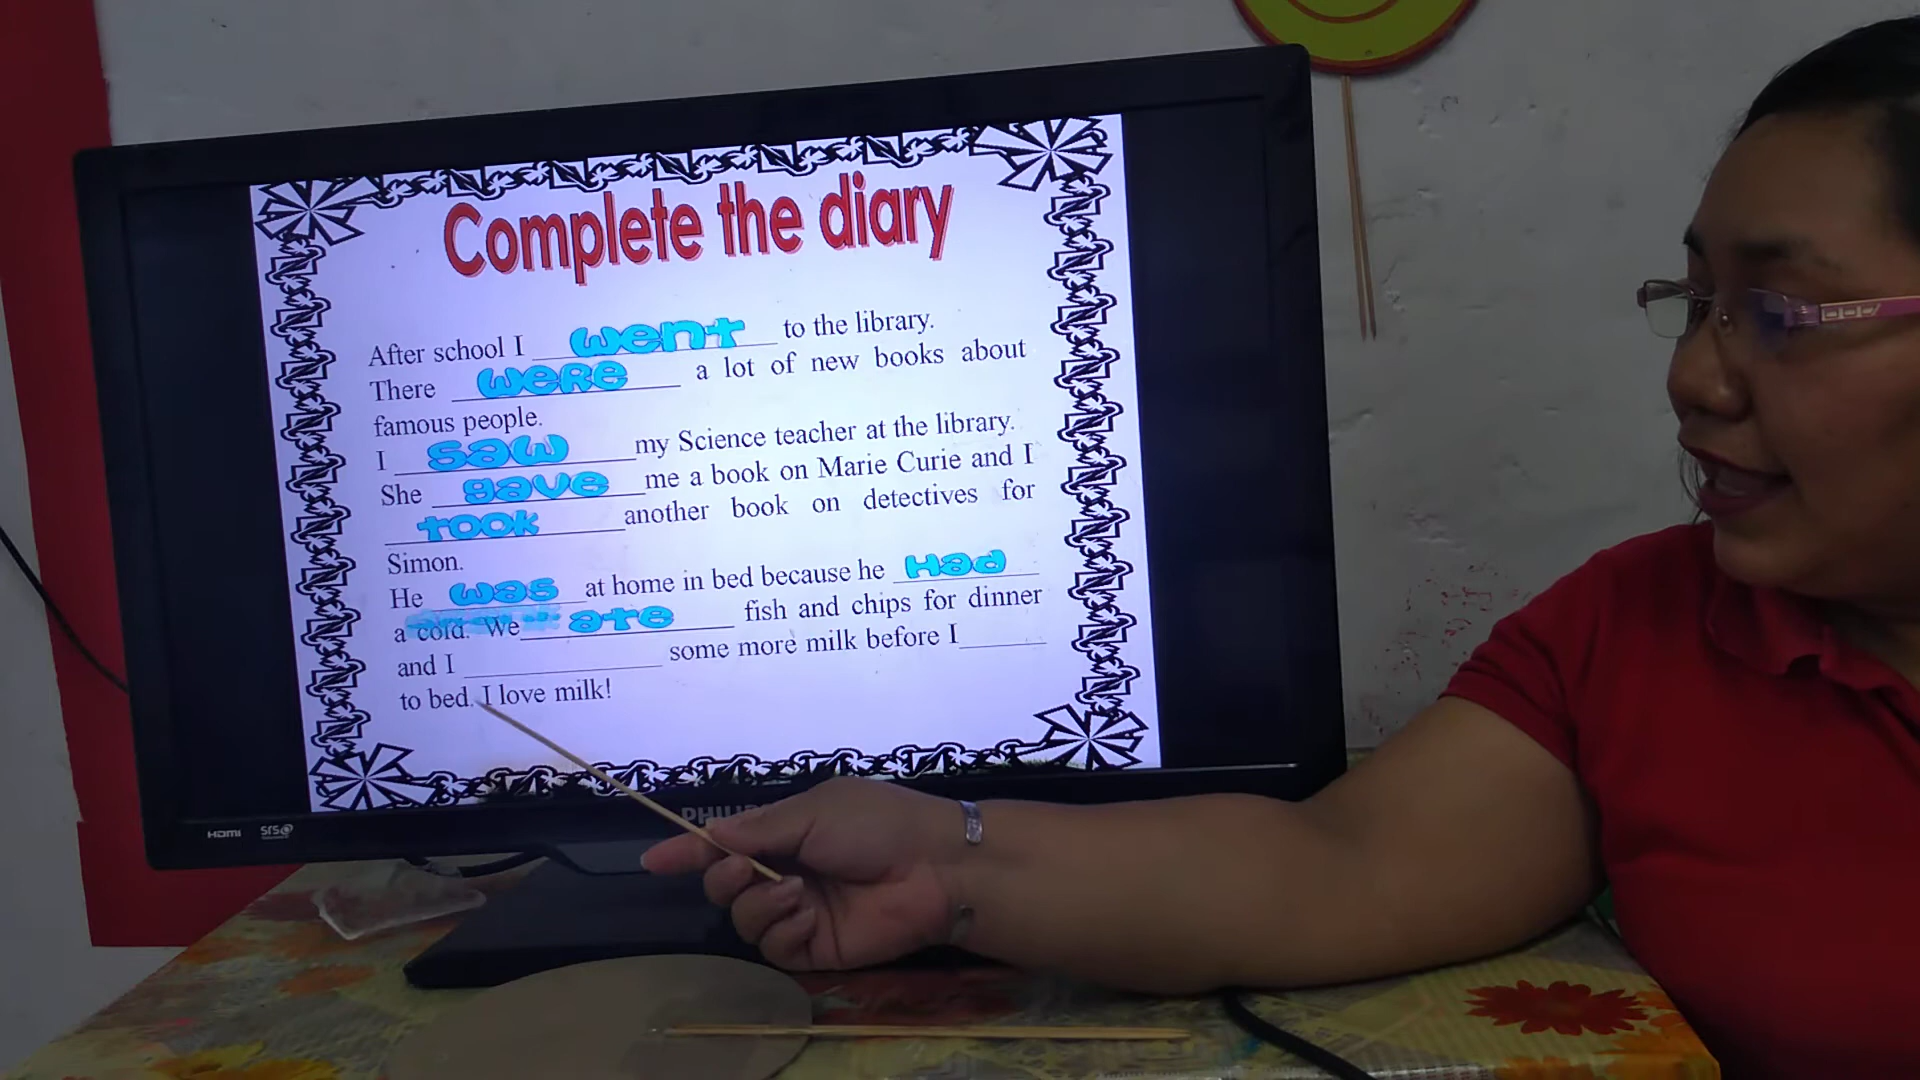 Complete the diary
After school I went to the library.
There were a lot of new books about
famous people.
I saw my Science teacher at the library.
She gave me a book on Marie Curie and I
took another book on detectives for
Simon.
He was at home in bed because he Had
a cold. We ate fish and chips for dinner
and I ______ some more milk before I______
to bed. I love milk!
HDMI SRS